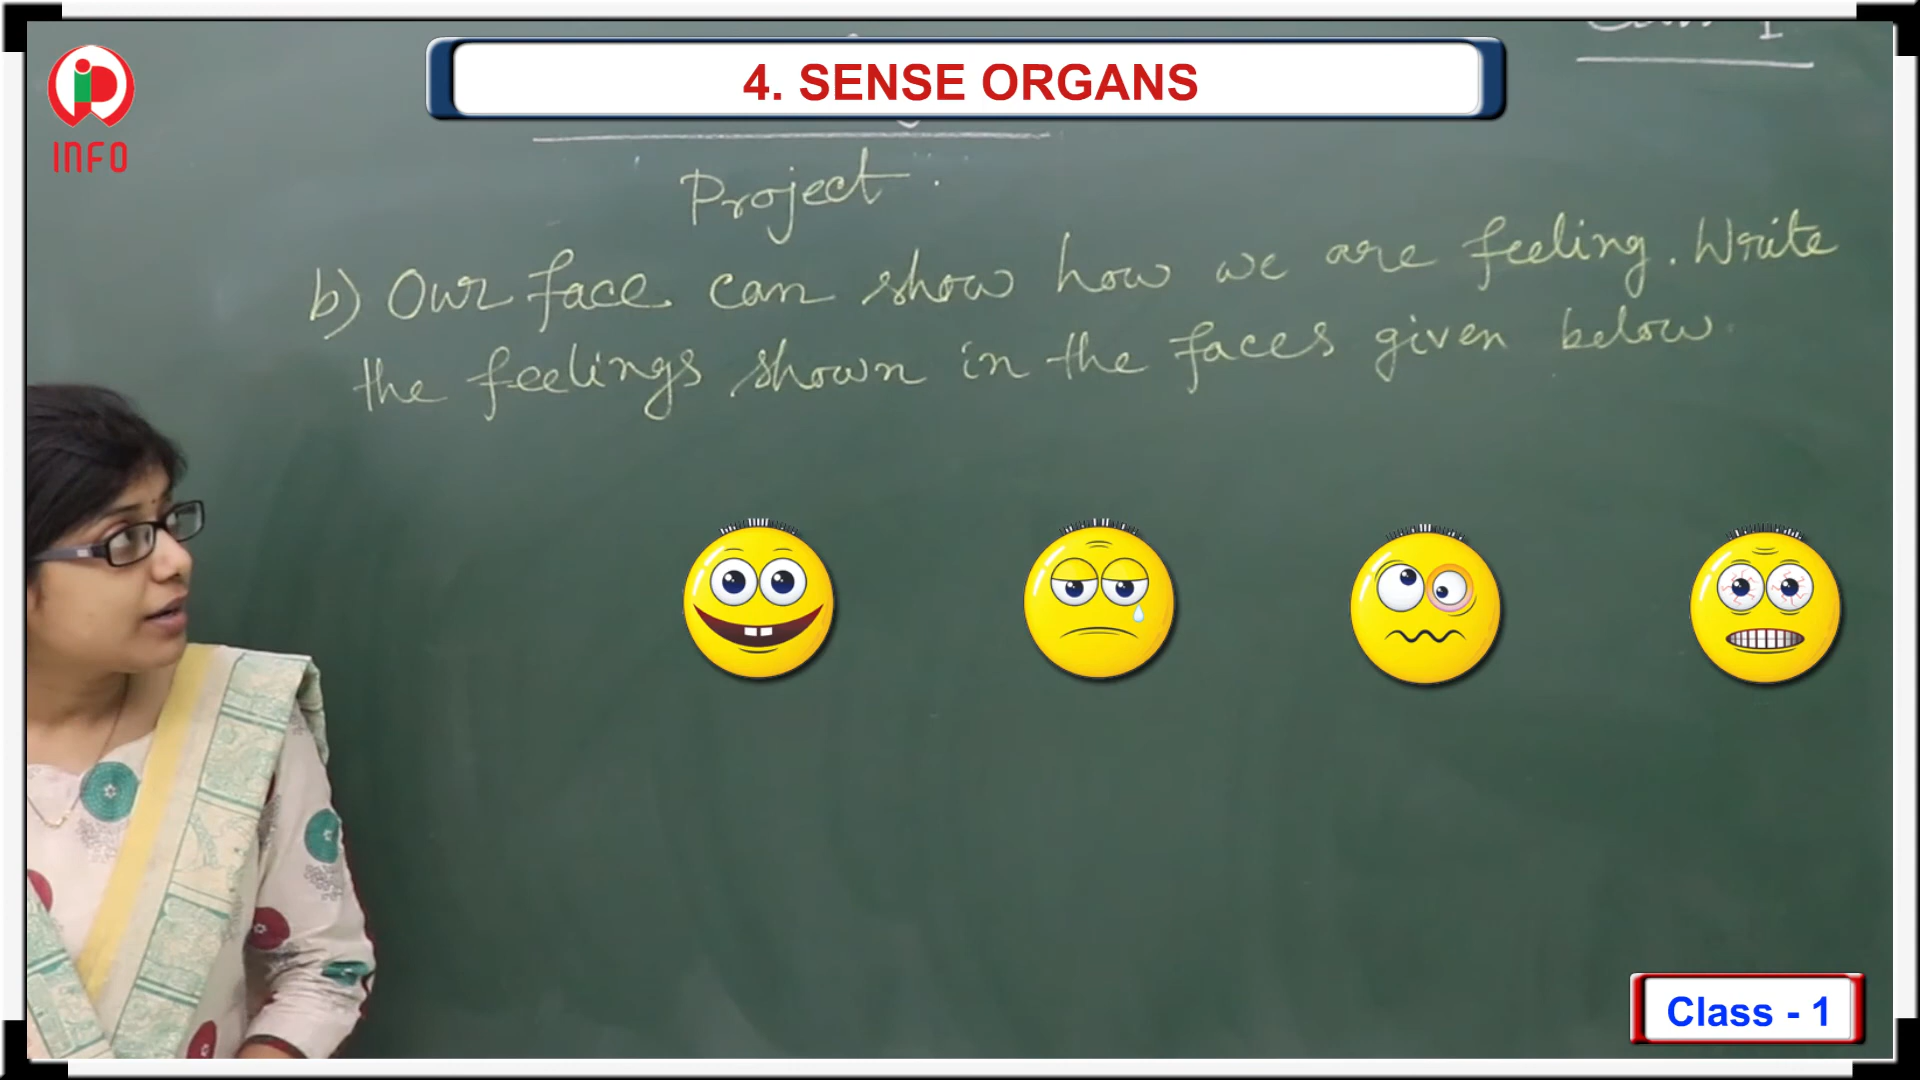 4. SENSE ORGANS
INFO
Project.
b) Our face can show how we are feeling. Write
the feelings shown in the faces given below.
Class - 1